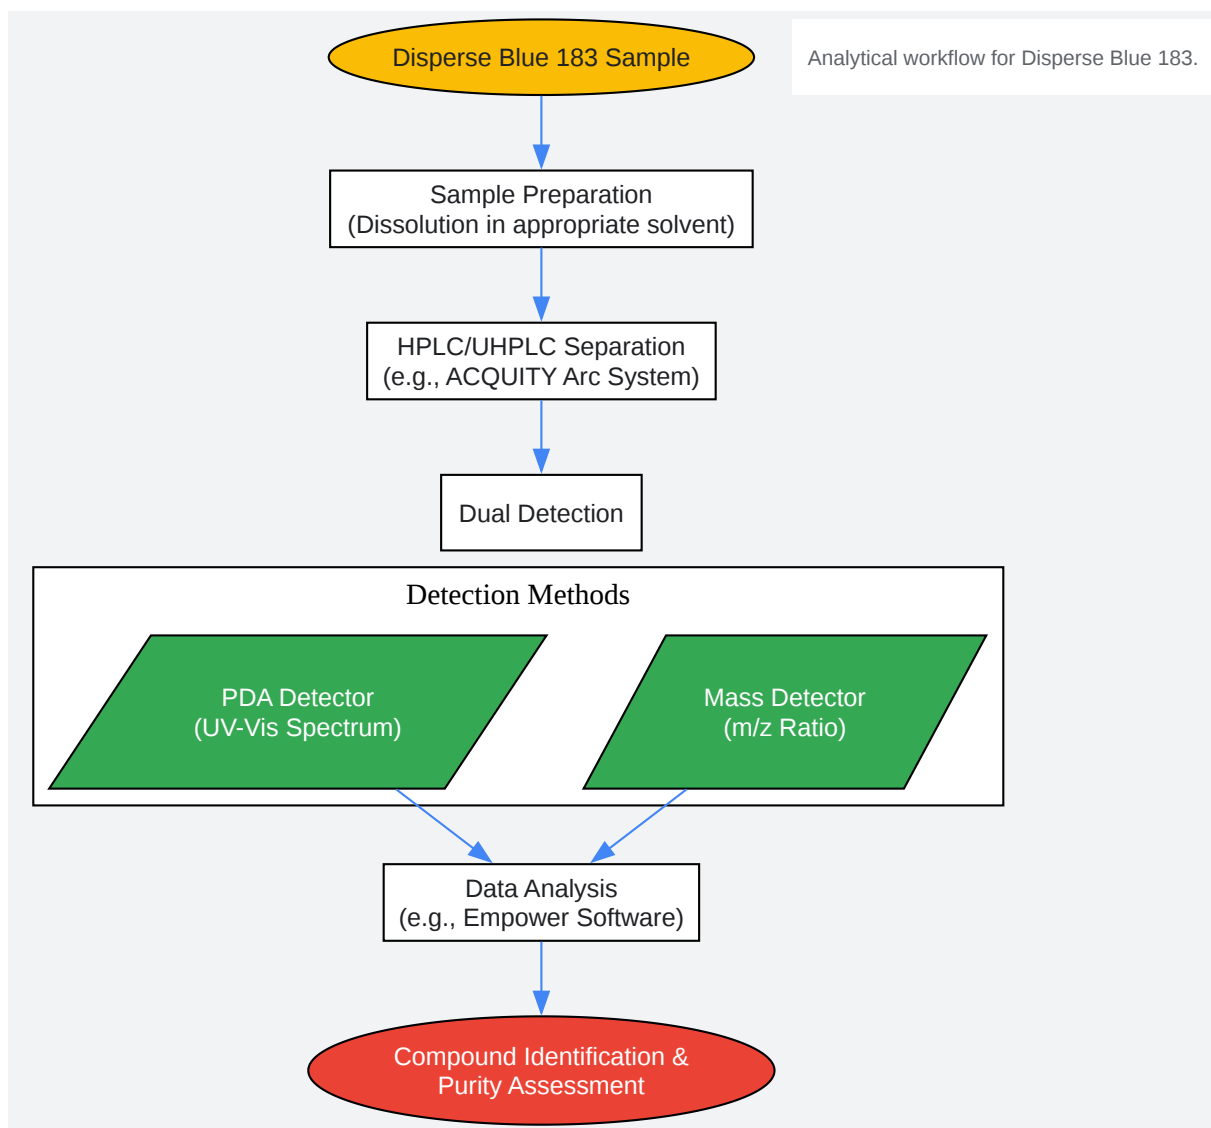 Disperse Blue 183 Sample
Analytical workflow for Disperse Blue 183.
Sample Preparation
(Dissolution in appropriate solvent)
HPLC/UHPLC Separation
(e.g., ACQUITY Arc System)
Dual Detection
Detection Methods
PDA Detector
(UV-Vis Spectrum)
Mass Detector
(m/z Ratio)
Data Analysis
(e.g., Empower Software)
Compound Identification &
Purity Assessment